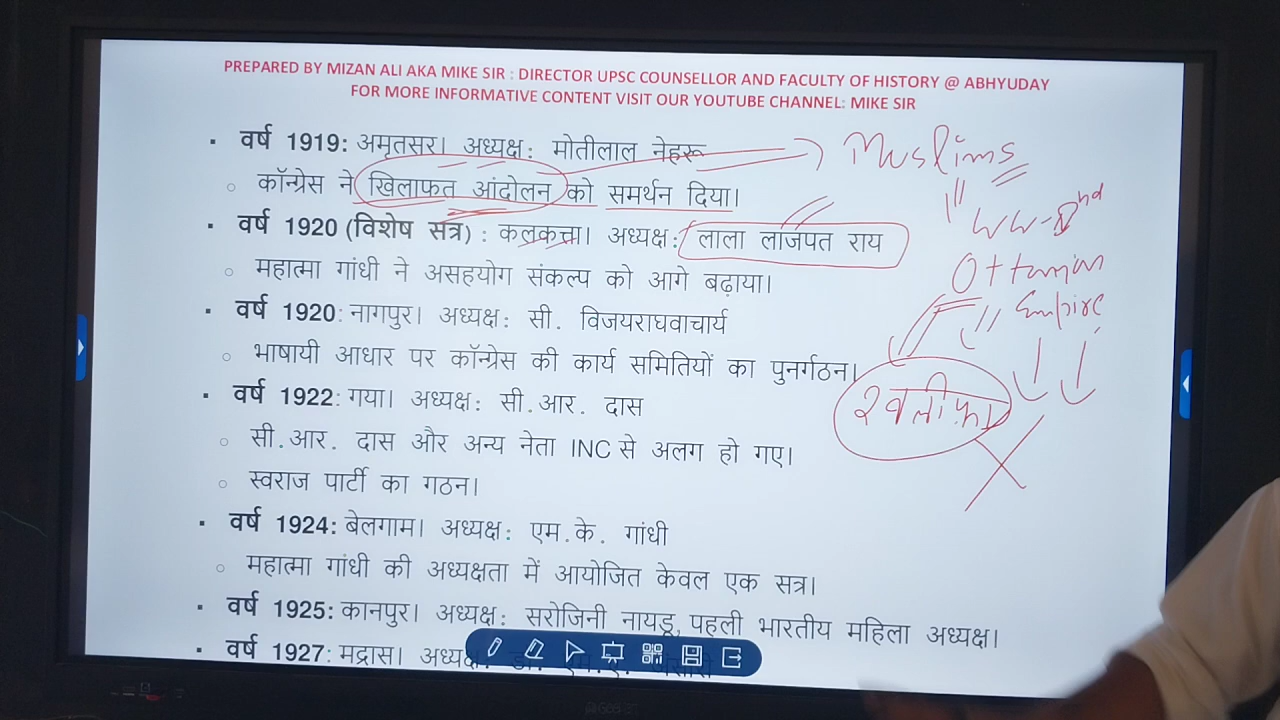 PREPARED BY MIZAN ALI AKA MIKE SIR : DIRECTOR UPSC COUNSELLOR AND FACULTY OF HISTORY @ ABHYUDAY
FOR MORE INFORMATIVE CONTENT VISIT OUR YOUTUBE CHANNEL: MIKE SIR
▪ वर्ष 1919: अमृतसर। अध्यक्ष: मोतीलाल नेहरू
○ कॉन्ग्रेस ने खिलाफत आंदोलन को समर्थन दिया।
▪ वर्ष 1920 (विशेष सत्र) : कलकत्ता। अध्यक्ष: लाला लाजपत राय
○ महात्मा गांधी ने असहयोग संकल्प को आगे बढ़ाया।
▪ वर्ष 1920: नागपुर। अध्यक्ष: सी. विजयराघवाचार्य
○ भाषायी आधार पर कॉन्ग्रेस की कार्य समितियों का पुनर्गठन।
▪ वर्ष 1922: गया। अध्यक्ष: सी.आर. दास
○ सी.आर. दास और अन्य नेता INC से अलग हो गए।
○ स्वराज पार्टी का गठन।
▪ वर्ष 1924: बेलगाम। अध्यक्ष: एम.के. गांधी
○ महात्मा गांधी की अध्यक्षता में आयोजित केवल एक सत्र।
▪ वर्ष 1925: कानपुर। अध्यक्ष: सरोजिनी नायडू, पहली भारतीय महिला अध्यक्ष।
▪ वर्ष 1927: मद्रास। अध्यक्ष: डॉ. एम.ए. अंसारी
Muslims
WW-
Ottoman
Empire
खलीफा